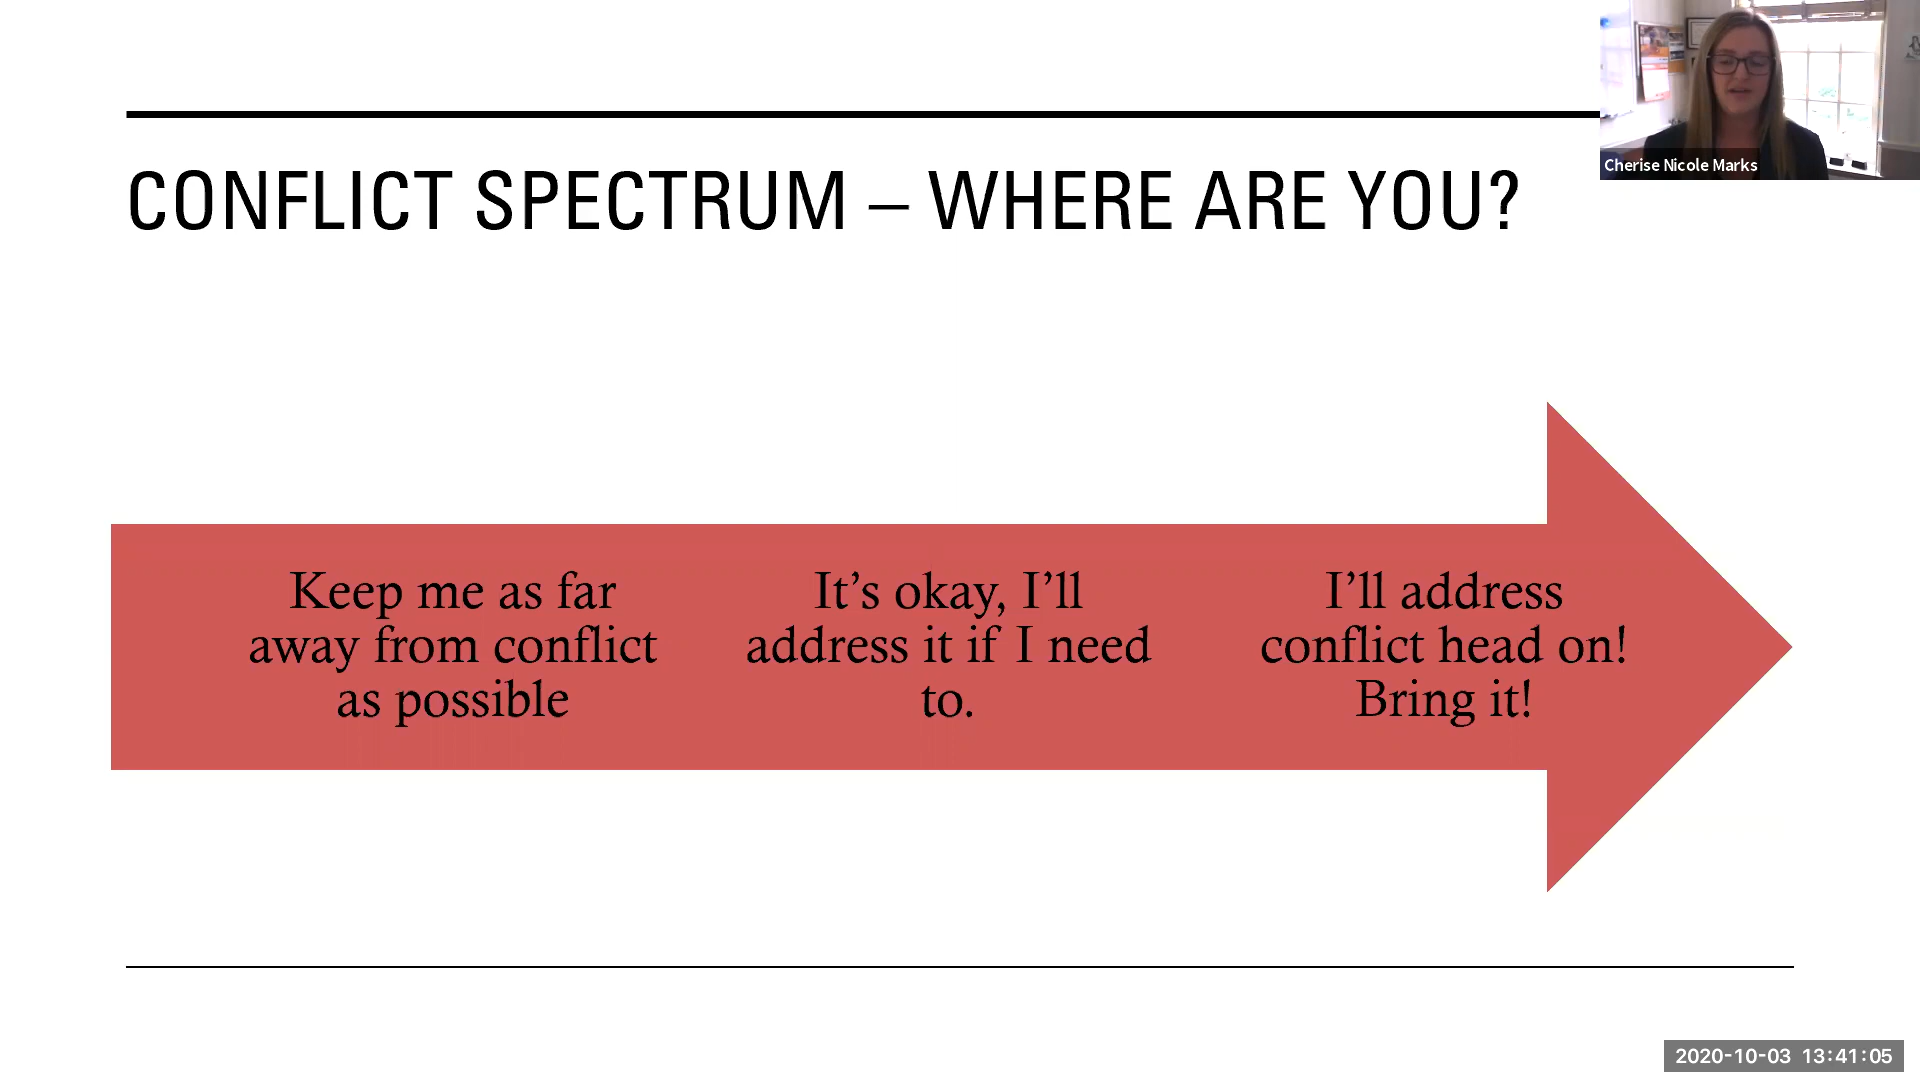 CONFLICT SPECTRUM – WHERE ARE YOU?
Cherise Nicole Marks
Keep me as far
away from conflict
as possible
It’s okay, I’ll
address it if I need
to.
I’ll address
conflict head on!
Bring it!
2020-10-03 13:41:05